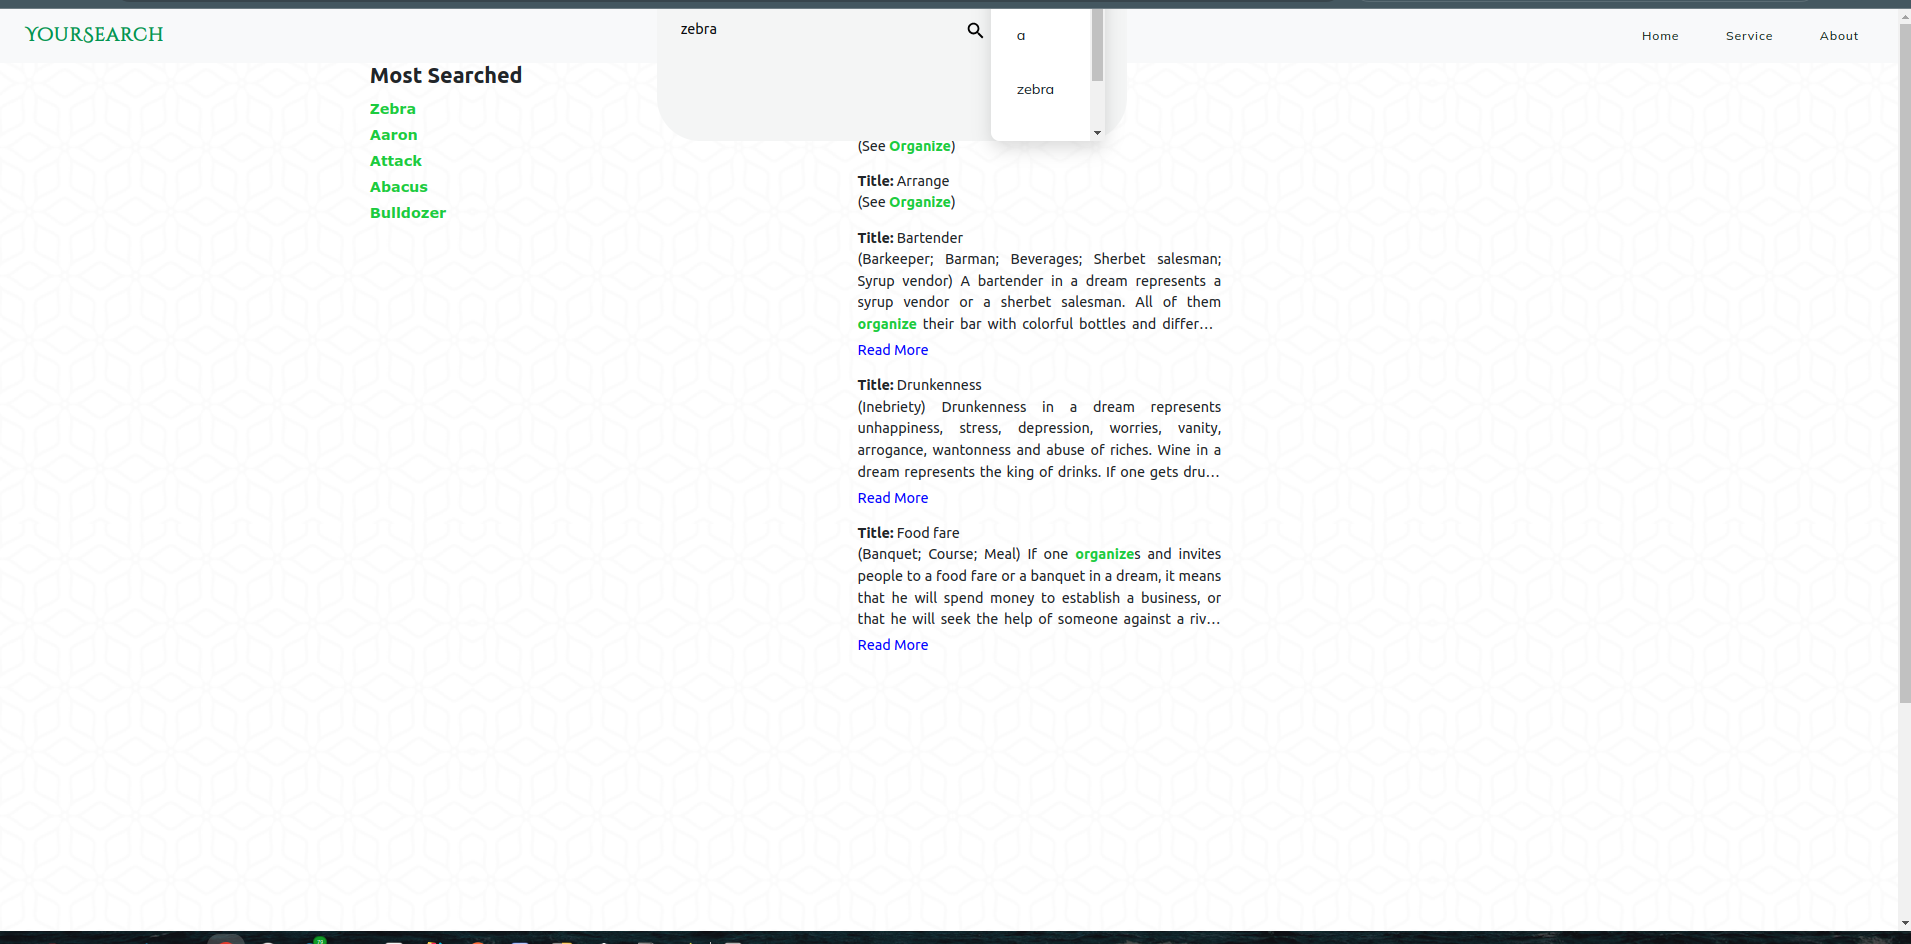 YOURSEARCH
zebra
a
zebra
Home
Service
About
Most Searched
Zebra
Aaron
Attack
Abacus
Bulldozer
(See Organize)
Title: Arrange
(See Organize)
Title: Bartender
(Barkeeper; Barman; Beverages; Sherbet salesman;
Syrup vendor) A bartender in a dream represents a
syrup vendor or a sherbet salesman. All of them
organize their bar with colorful bottles and differ...
Read More
Title: Drunkenness
(Inebriety) Drunkenness in a dream represents
unhappiness, stress, depression, worries, vanity,
arrogance, wantonness and abuse of riches. Wine in a
dream represents the king of drinks. If one gets dru...
Read More
Title: Food fare
(Banquet; Course; Meal) If one organizes and invites
people to a food fare or a banquet in a dream, it means
that he will spend money to establish a business, or
that he will seek the help of someone against a riv...
Read More